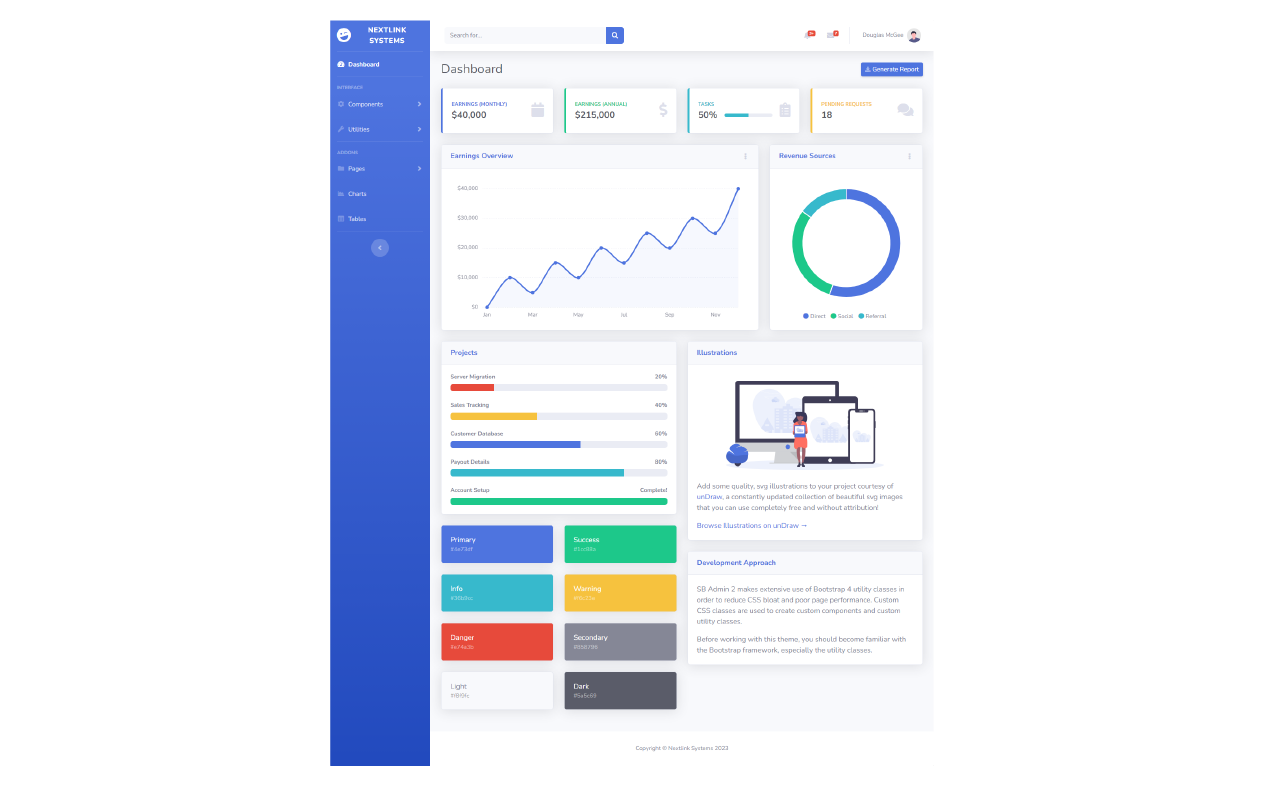 NEXTLINK
SYSTEMS
Search for...
Douglas McGee
Dashboard
INTERFACE
Components
Utilities
ADDONS
Pages
Charts
Tables
Dashboard
Generate Report
EARNINGS (MONTHLY)
$40,000
EARNINGS (ANNUAL)
$215,000
TASKS
50%
PENDING REQUESTS
18
Earnings Overview
$40,000
$30,000
$20,000
$10,000
$0
Jan Mar May Jul Sep Nov
Revenue Sources
Direct Social Referral
Projects
Server Migration 20%
Sales Tracking 40%
Customer Database 60%
Payout Details 80%
Account Setup Complete!
Illustrations
Add some quality, svg illustrations to your project courtesy of
unDraw, a constantly updated collection of beautiful svg images
that you can use completely free and without attribution!
Browse Illustrations on unDraw →
Primary
#4e73df
Success
#1cc88a
Info
#36b9cc
Warning
#f6c23e
Danger
#e74a3b
Secondary
#858796
Light
#f8f9fc
Dark
#5a5c69
Development Approach
SB Admin 2 makes extensive use of Bootstrap 4 utility classes in
order to reduce CSS bloat and poor page performance. Custom
CSS classes are used to create custom components and custom
utility classes.
Before working with this theme, you should become familiar with
the Bootstrap framework, especially the utility classes.
Copyright © Nextlink Systems 2023